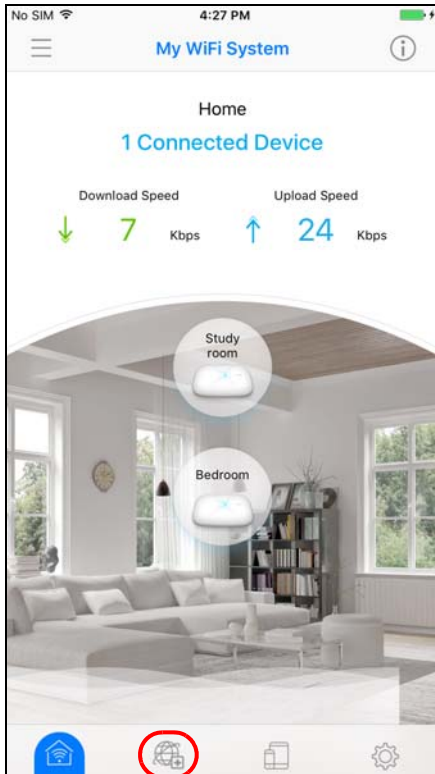 No SIM 4:27 PM
My WiFi System
Home
1 Connected Device
Download Speed Upload Speed
7 Kbps 24 Kbps
Study
room
Bedroom